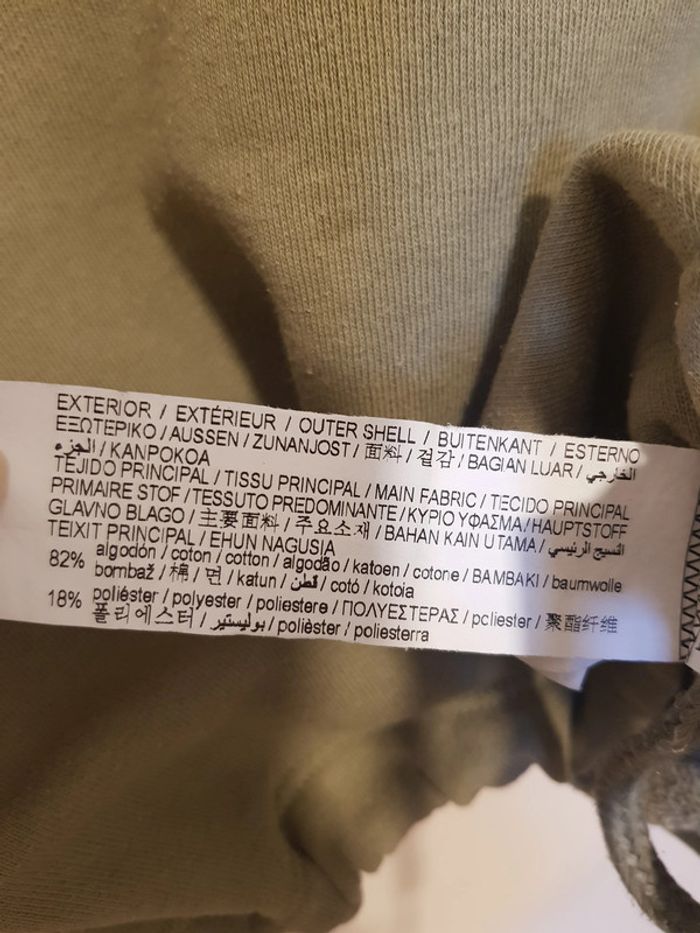 EXTERIOR / EXTÉRIEUR / OUTER SHELL / BUITENKANT / ESTERNO
ΕΞΩΤΕΡΙΚΟ / AUSSEN / ZUNANJOST / 面料 / 겉감 / BAGIAN LUAR / الخارجي
الجزء / KANPOKOA
TEJIDO PRINCIPAL / TISSU PRINCIPAL / MAIN FABRIC / TECIDO PRINCIPAL
PRIMAIRE STOF / TESSUTO PREDOMINANTE / ΚΥΡΙΟ ΥΦΑΣΜΑ / HAUPTSTOFF
GLAVNO BLAGO / 主要面料 / 주요소재 / BAHAN KAIN UTAMA / النسيج الرئيسي
TEIXIT PRINCIPAL / EHUN NAGUSIA
82% algodón / coton / cotton / algodão / katoen / cotone / ΒΑΜΒΑΚΙ / baumwolle
bombaž / 棉 / 면 / katun / قطن / cotó / kotoia
18% poliéster / polyester / poliestere / ΠΟΛΥΕΣΤΕΡΑΣ / pcliester / 聚酯纤维
폴리에스터 / بوليستير / polièster / poliesterra